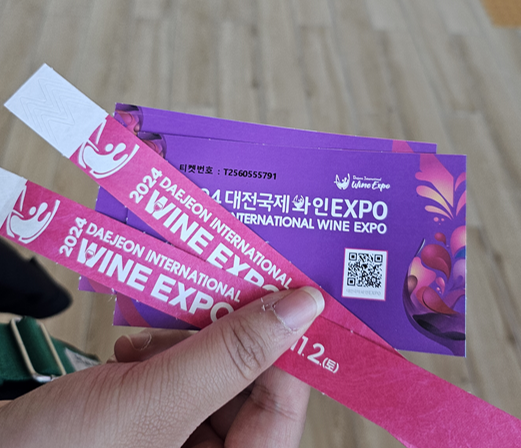 티켓번호 : T2560555791
Daejeon International
Wine Expo
24 대전국제와인EXPO
INTERNATIONAL WINE EXPO
2024 DAEJEON INTERNATIONAL
WINE EXPO
2024 DAEJEON INTERNATIONAL
WINE EXPO
11.2.(토)